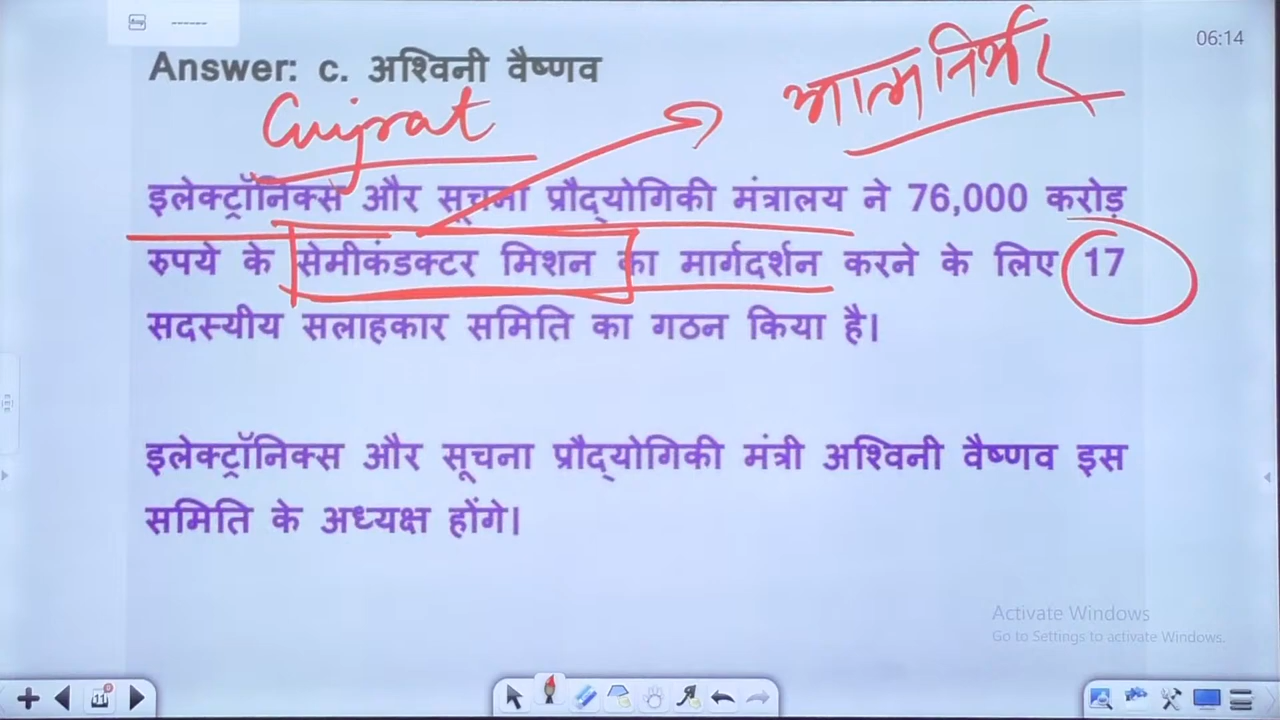 06:14
Answer: c. अश्विनी वैष्णव
आत्मनिर्भर
Gujrat
इलेक्ट्रॉनिक्स और सूचना प्रौद्योगिकी मंत्रालय ने 76,000 करोड़
रुपये के सेमीकंडक्टर मिशन का मार्गदर्शन करने के लिए 17
सदस्यीय सलाहकार समिति का गठन किया है।
इलेक्ट्रॉनिक्स और सूचना प्रौद्योगिकी मंत्री अश्विनी वैष्णव इस
समिति के अध्यक्ष होंगे।
Activate Windows
Go to Settings to activate Windows.
11